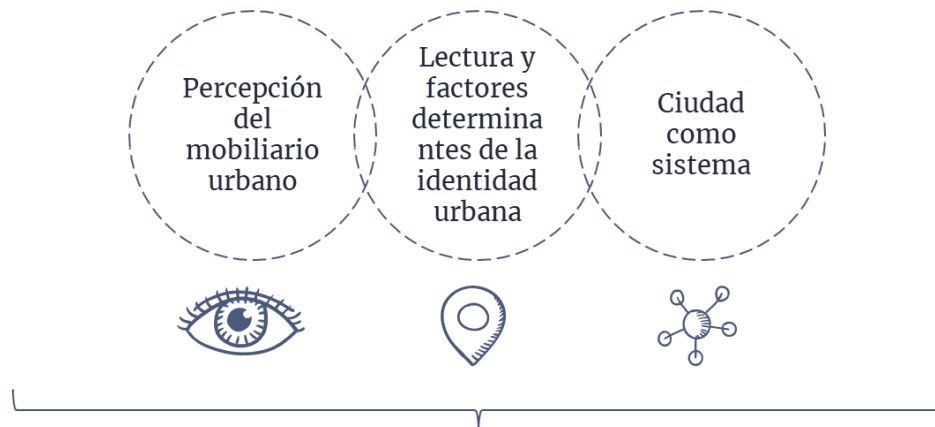 Percepción
del
mobiliario
urbano
Lectura y
factores
determina
ntes de la
identidad
urbana
Ciudad
como
sistema